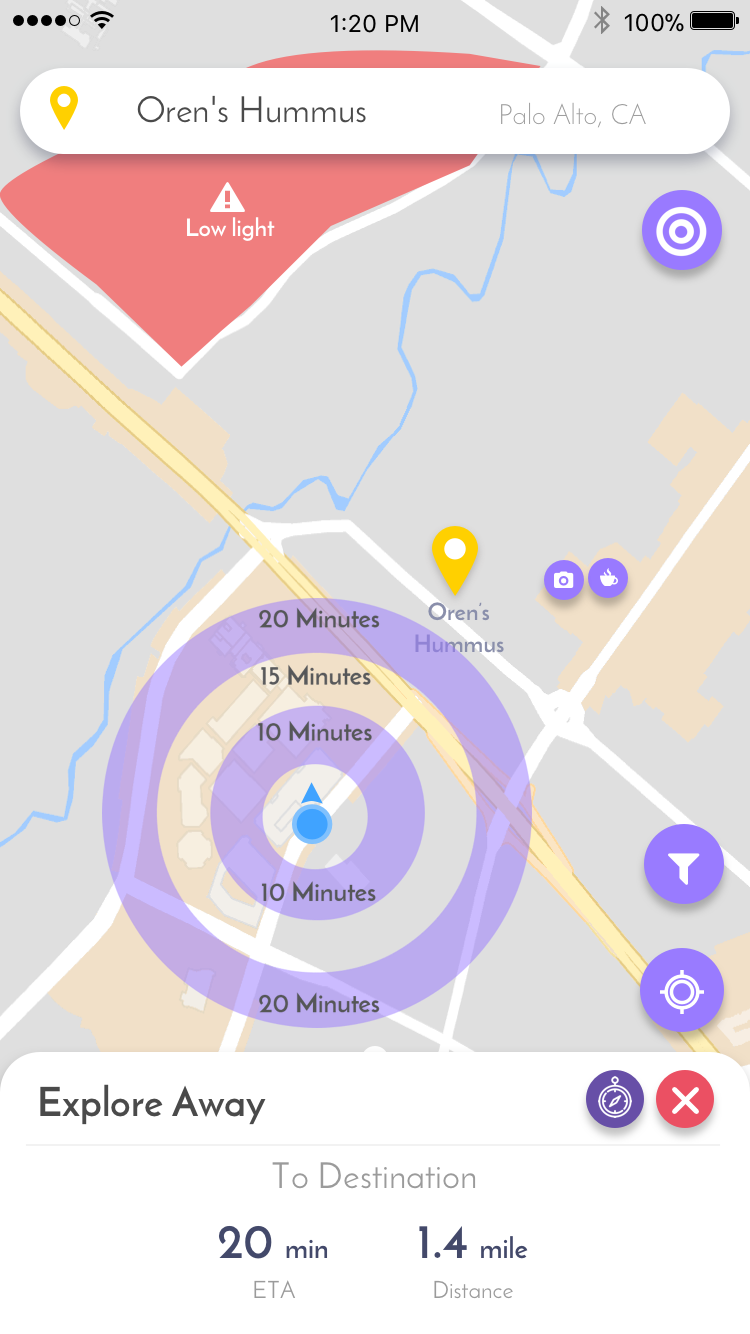 1:20 PM
100%
Oren's Hummus
Palo Alto, CA
Low light
Oren's
Hummus
20 Minutes
15 Minutes
10 Minutes
10 Minutes
20 Minutes
Explore Away
To Destination
20 min
1.4 mile
ETA
Distance